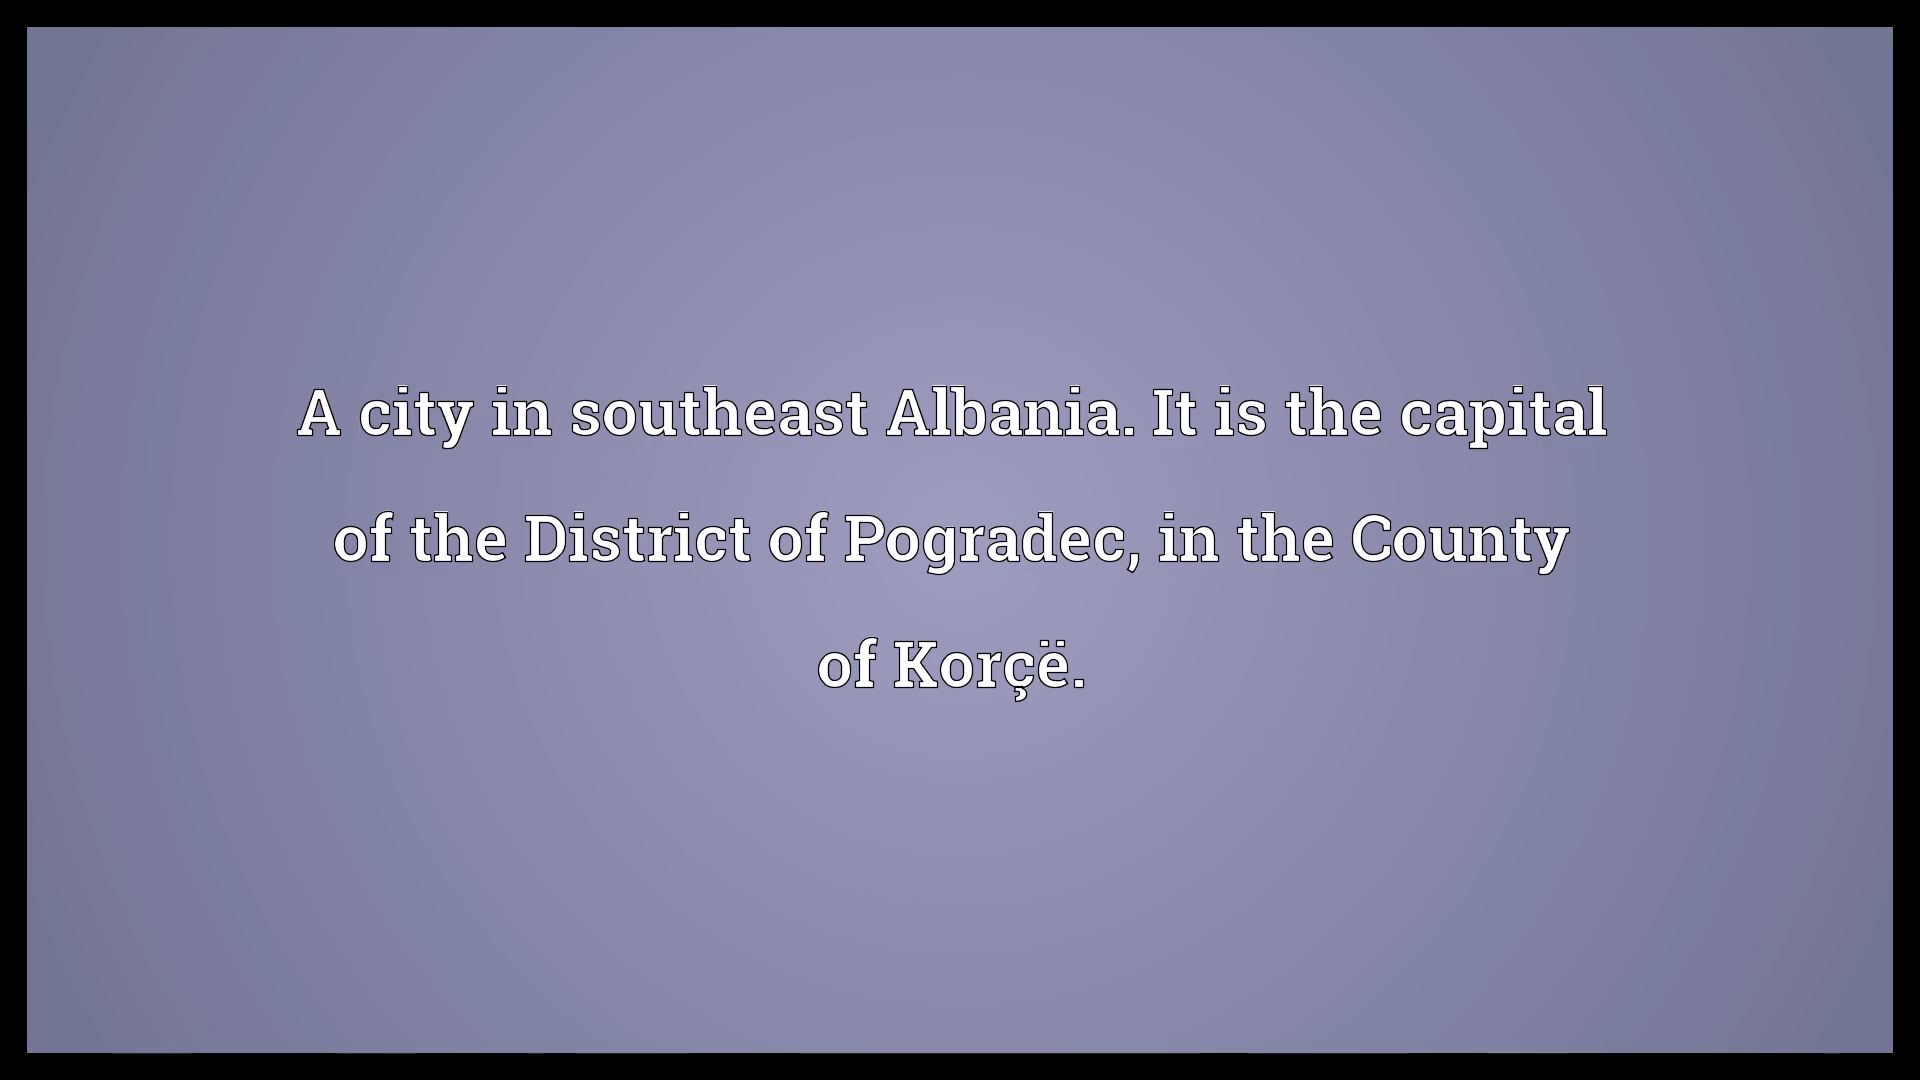 A city in southeast Albania. It is the capital
of the District of Pogradec, in the County
of Korçë.